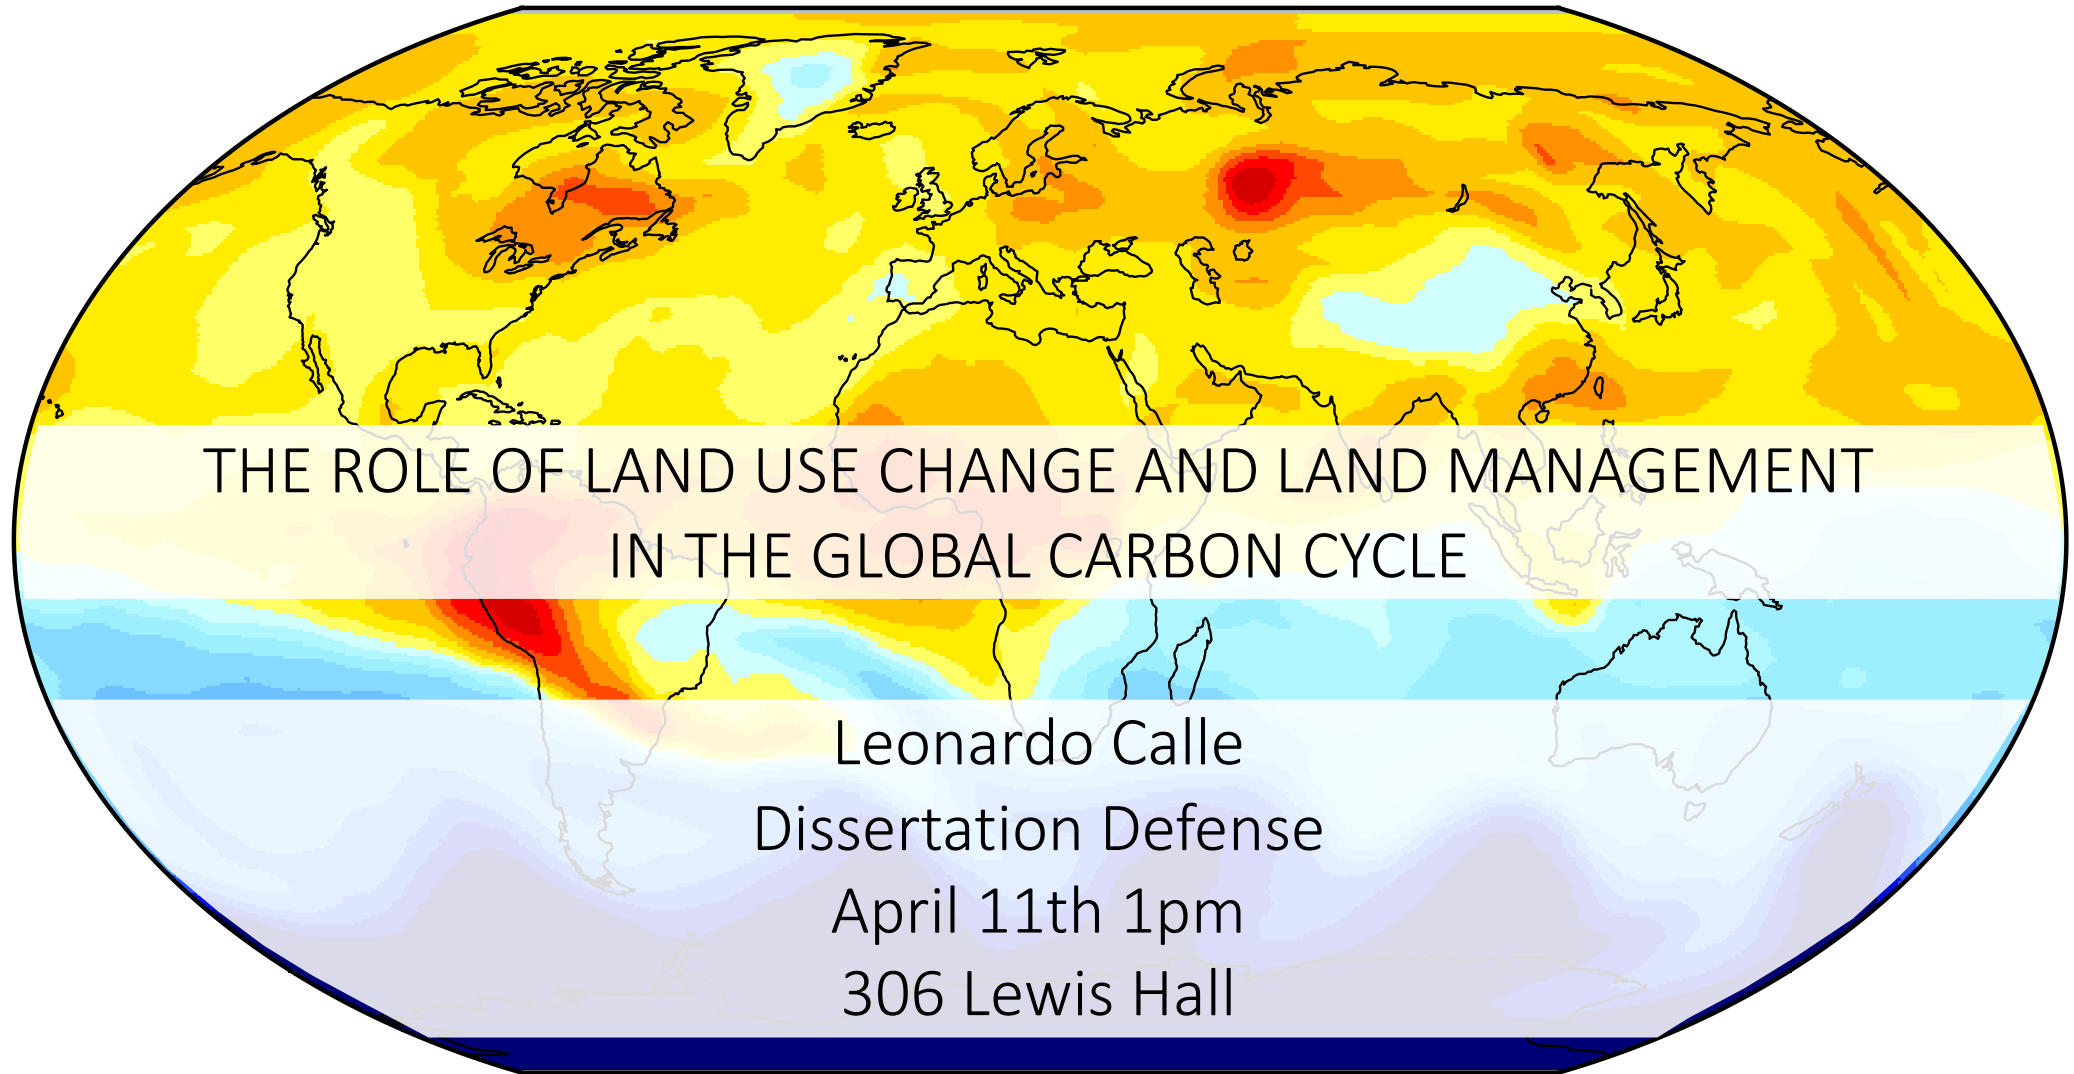 THE ROLE OF LAND USE CHANGE AND LAND MANAGEMENT
IN THE GLOBAL CARBON CYCLE
Leonardo Calle
Dissertation Defense
April 11th 1pm
306 Lewis Hall